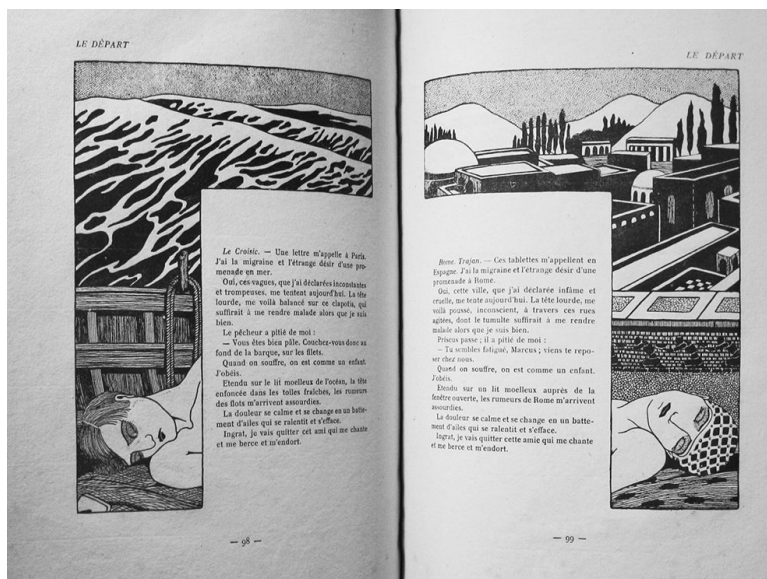 LE DÉPART
Le Croisic. — Une lettre m'appelle à Paris.
J'ai la migraine et l'étrange désir d'une pro-
menade en mer.
Oui, ces vagues, que j'ai déclarées inconstantes
et trompeuses, me tentent aujourd'hui. La tête
lourde, me voilà balancé sur ce clapotis, qui
suffirait à me rendre malade alors que je suis
bien.
Le pêcheur a pitié de moi :
— Vous êtes bien pâle. Couchez-vous donc au
fond de la barque, sur les filets.
Quand on souffre, on est comme un enfant.
J'obéis.
Etendu sur le lit moelleux de l'océan, la tête
enfoncée dans les toiles fraîches, les rumeurs
des flots m'arrivent assourdies.
La douleur se calme et se change en un batte-
ment d'ailes qui se ralentit et s'efface.
Ingrat, je vais quitter cet ami qui me chante
et me berce et m'endort.
— 98 —
LE DÉPART
Rome. Trajan. — Ces tablettes m'appellent en
Espagne. J'ai la migraine et l'étrange désir d'une
promenade à Rome.
Oui, cette ville, que j'ai déclarée infâme et
cruelle, me tente aujourd'hui. La tête lourde, me
voilà poussé, inconscient, à travers ces rues
agitées, dont le tumulte suffirait à me rendre
malade alors que je suis bien.
Priscus passe ; il a pitié de moi :
— Tu sembles fatigué, Marcus ; viens te repo-
ser chez nous.
Quand on souffre, on est comme un enfant.
J'obéis.
Etendu sur un lit moelleux auprès de la
fenêtre ouverte, les rumeurs de Rome m'arrivent
assourdies.
La douleur se calme et se change en un batte-
ment d'ailes qui se ralentit et s'efface.
Ingrat, je vais quitter cette amie qui me chante
et me berce et m'endort.
— 99 —